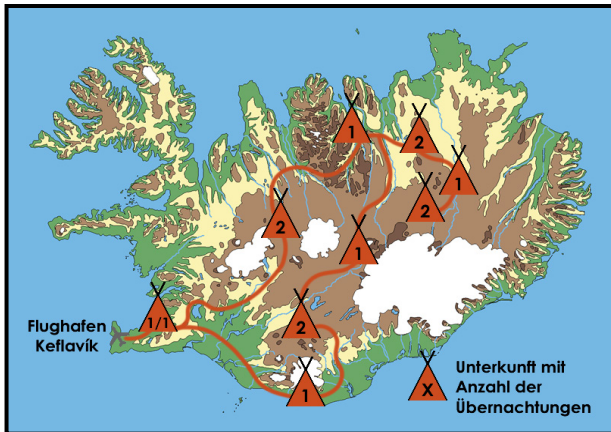 1
2
1
2
2
1
1/1
2
Flughafen
Keflavík
1
X
Unterkunft mit
Anzahl der
Übernachtungen